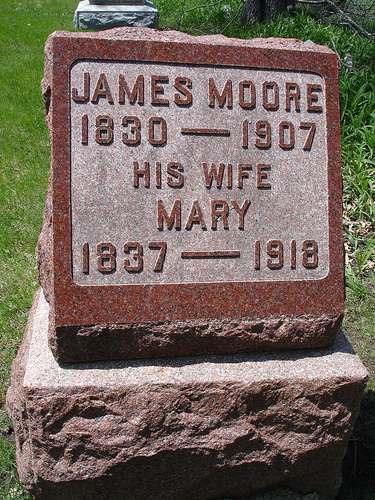 JAMES MOORE
1830 — 1907
HIS WIFE
MARY
1837 — 1918